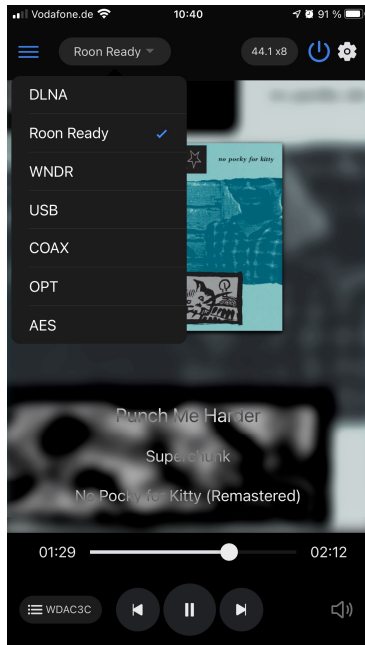 Vodafone.de 10:40 91 %
Roon Ready 44.1 x8
DLNA
Roon Ready
WNDR
USB
COAX
OPT
AES
no pocky for kitty
Punch Me Harder
Superchunk
No Pocky for Kitty (Remastered)
01:29 02:12
WDAC3C